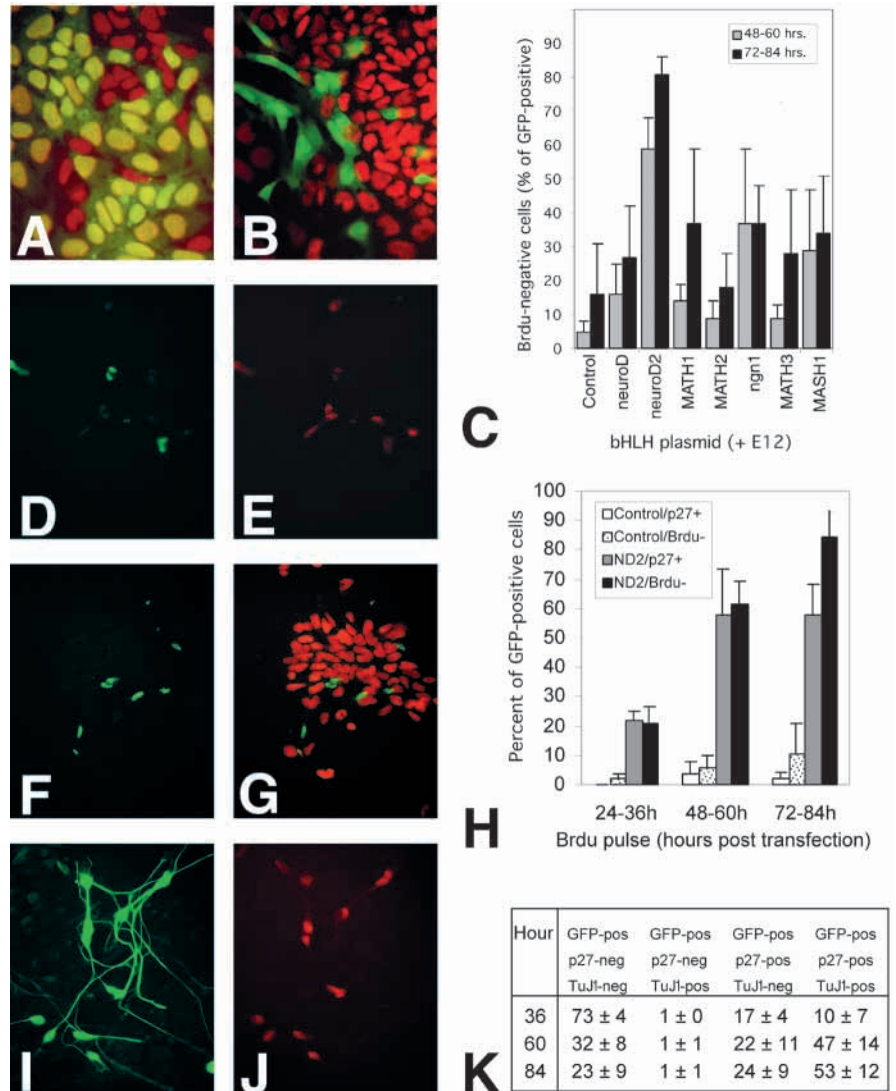 A
B
90
80
70
60
50
40
30
20
10
0
Brdu-negative cells (% of GFP-positive)
48-60 hrs.
72-84 hrs.
Control
neuroD
neuroD2
MATH1
MATH2
ngn1
MATH3
MASH1
bHLH plasmid (+ E12)
C
D
E
F
G
100
90
80
70
60
50
40
30
20
10
0
Percent of GFP-positive cells
Control/p27+
Control/Brdu-
ND2/p27+
ND2/Brdu-
24-36h 48-60h 72-84h
Brdu pulse (hours post transfection)
H
I
J
Hour GFP-pos GFP-pos GFP-pos GFP-pos
p27-neg p27-neg p27-pos p27-pos
TuJ1-neg TuJ1-pos TuJ1-neg TuJ1-pos
36 73 ± 4 1 ± 0 17 ± 4 10 ± 7
60 32 ± 8 1 ± 1 22 ± 11 47 ± 14
84 23 ± 9 1 ± 1 24 ± 9 53 ± 12
K